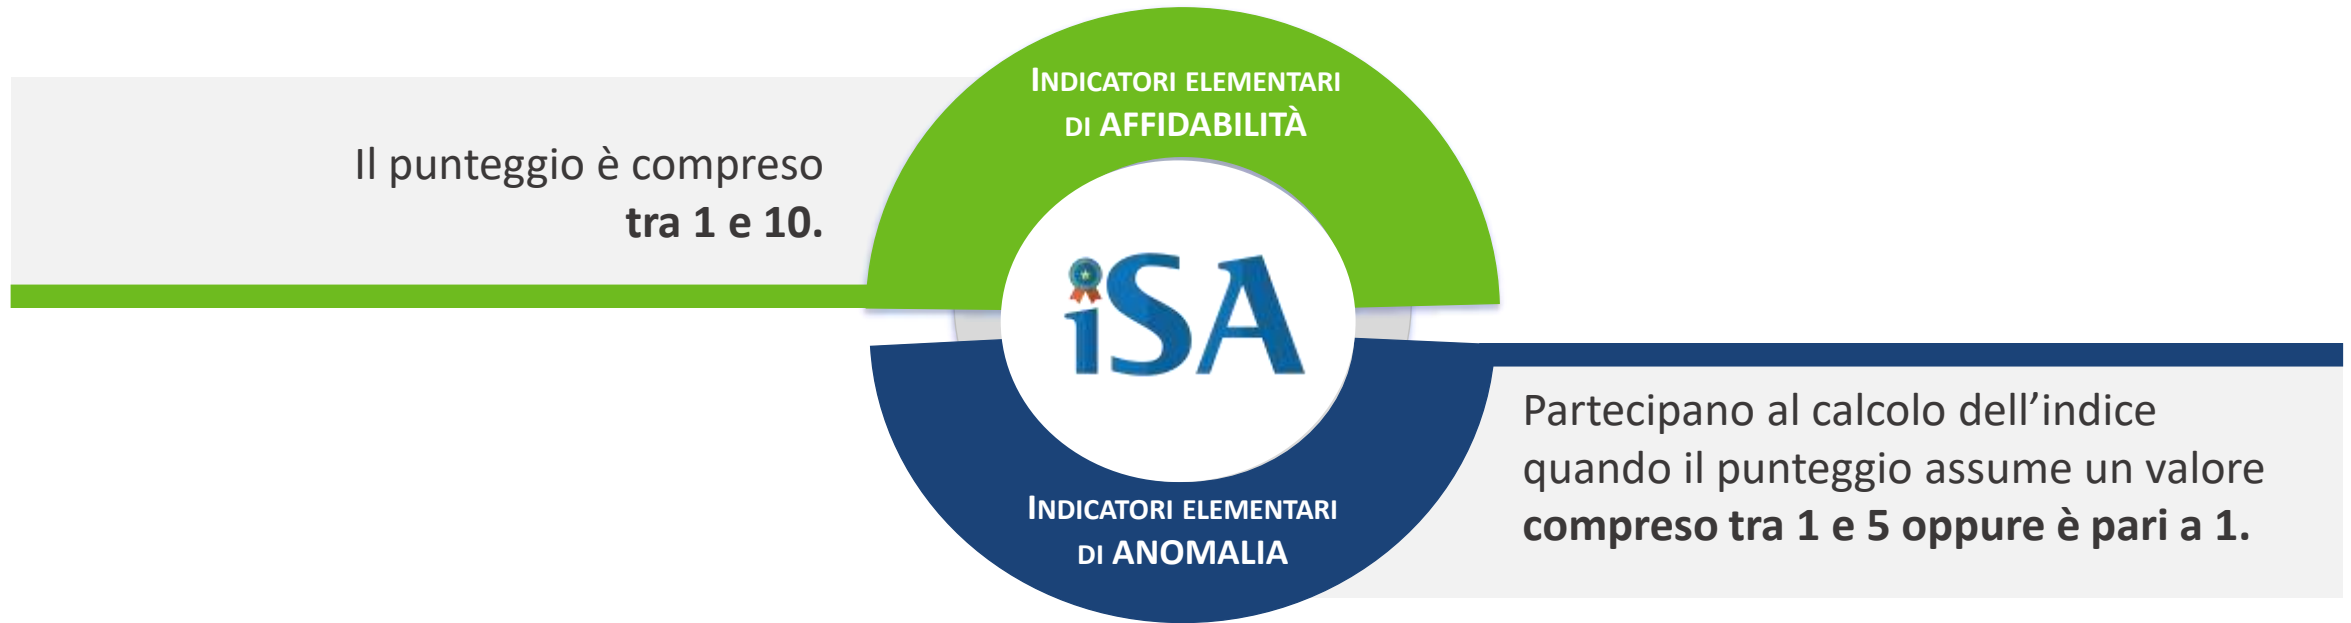 INDICATORI ELEMENTARI
DI AFFIDABILITÀ
Il punteggio è compreso
tra 1 e 10.
iSA
Partecipano al calcolo dell’indice
quando il punteggio assume un valore
compreso tra 1 e 5 oppure è pari a 1.
INDICATORI ELEMENTARI
DI ANOMALIA